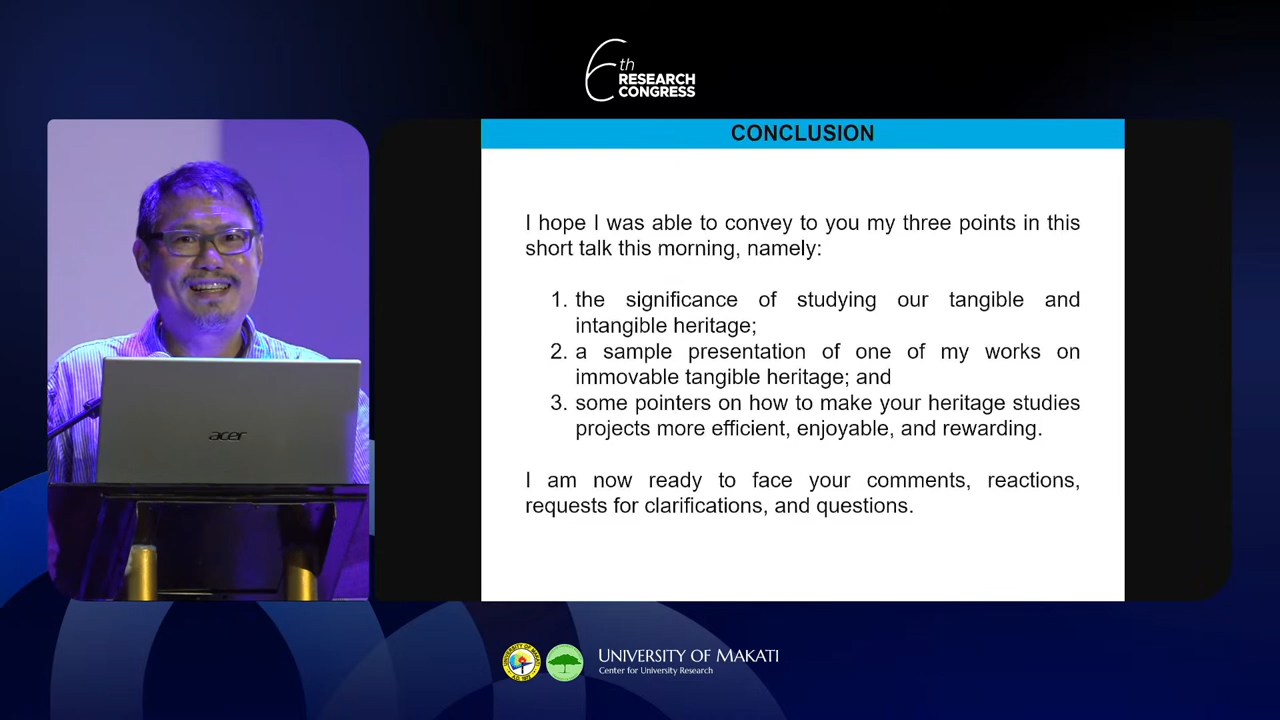 6th
RESEARCH
CONGRESS
CONCLUSION
I hope I was able to convey to you my three points in this
short talk this morning, namely:
1. the significance of studying our tangible and
intangible heritage;
2. a sample presentation of one of my works on
immovable tangible heritage; and
3. some pointers on how to make your heritage studies
projects more efficient, enjoyable, and rewarding.
I am now ready to face your comments, reactions,
requests for clarifications, and questions.
acer
UNIVERSITY OF MAKATI
Center for University Research